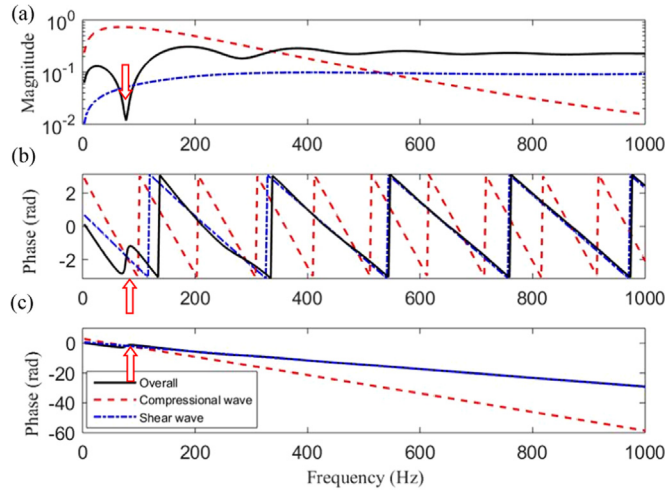 (a)
10^0
10^-1
10^-2
Magnitude
0 200 400 600 800 1000
(b)
2
0
-2
Phase (rad)
0 200 400 600 800 1000
(c)
0
-20
-40
-60
Phase (rad)
Overall
Compressional wave
Shear wave
0 200 400 600 800 1000
Frequency (Hz)